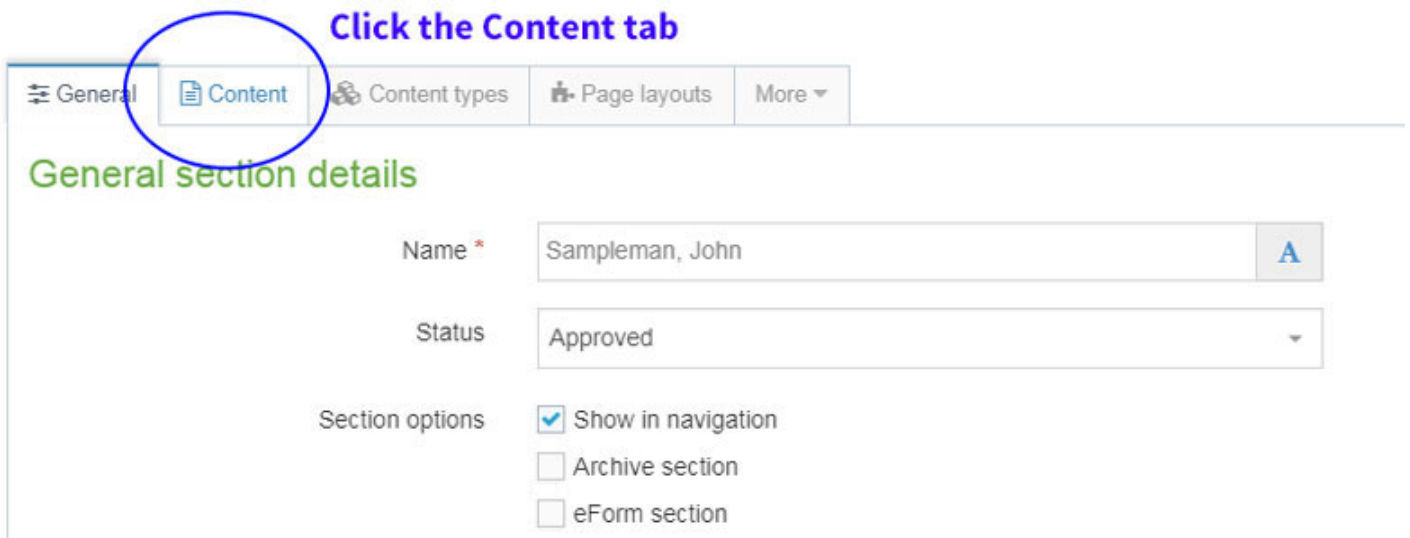 Click the Content tab
General Content Content types Page layouts More
General section details
Name * Sampleman, John A
Status Approved
Section options Show in navigation
Archive section
eForm section